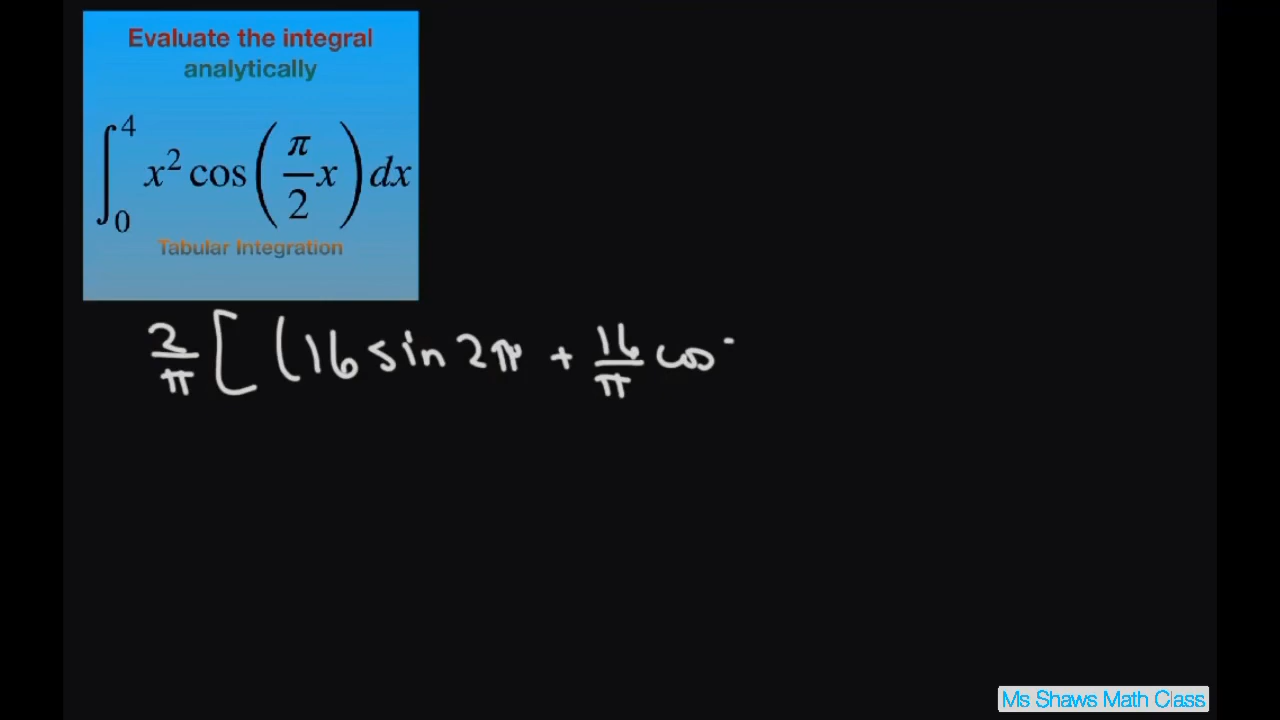 Evaluate the integral
analytically
∫₀⁴ x² cos(π/2 x) dx
Tabular Integration
2/π [ (16 sin 2π + 16/π cos
Ms Shaws Math Class